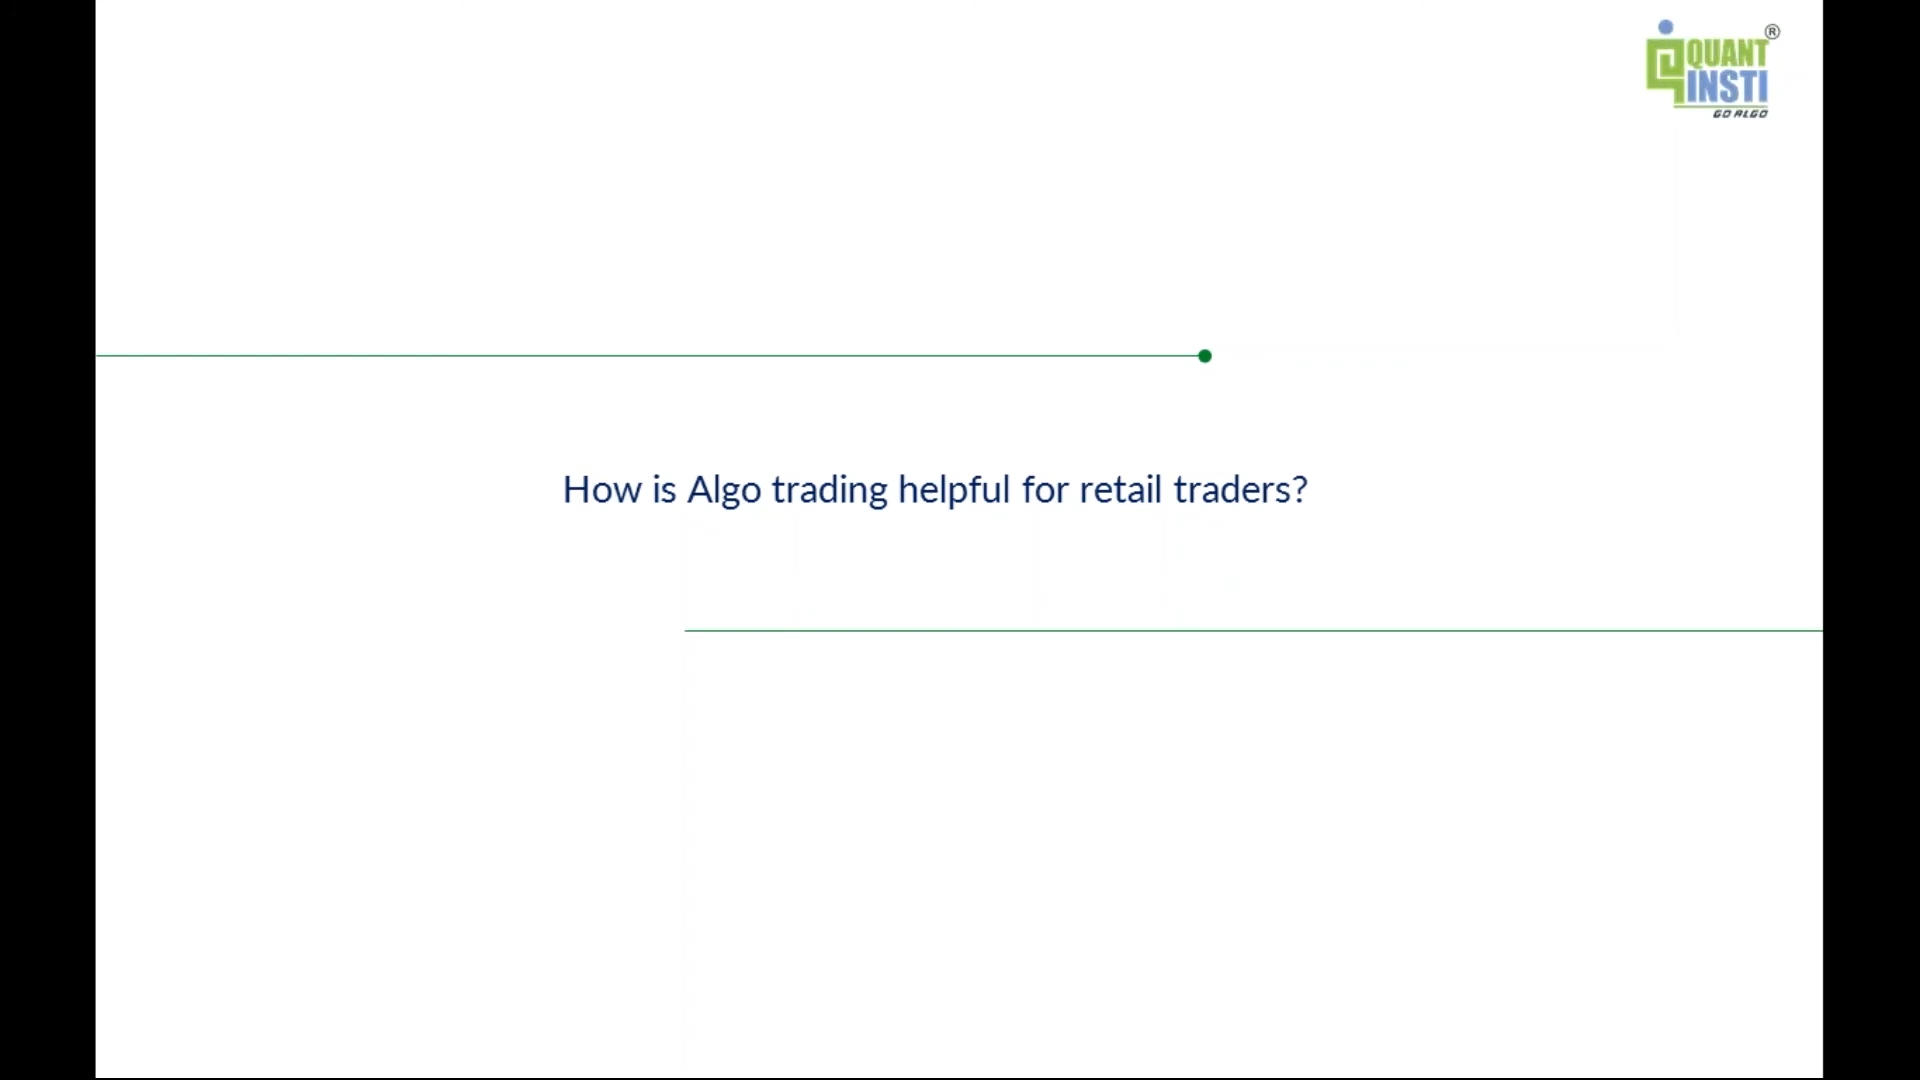 QUANT®
INSTI
GO ALGO
How is Algo trading helpful for retail traders?